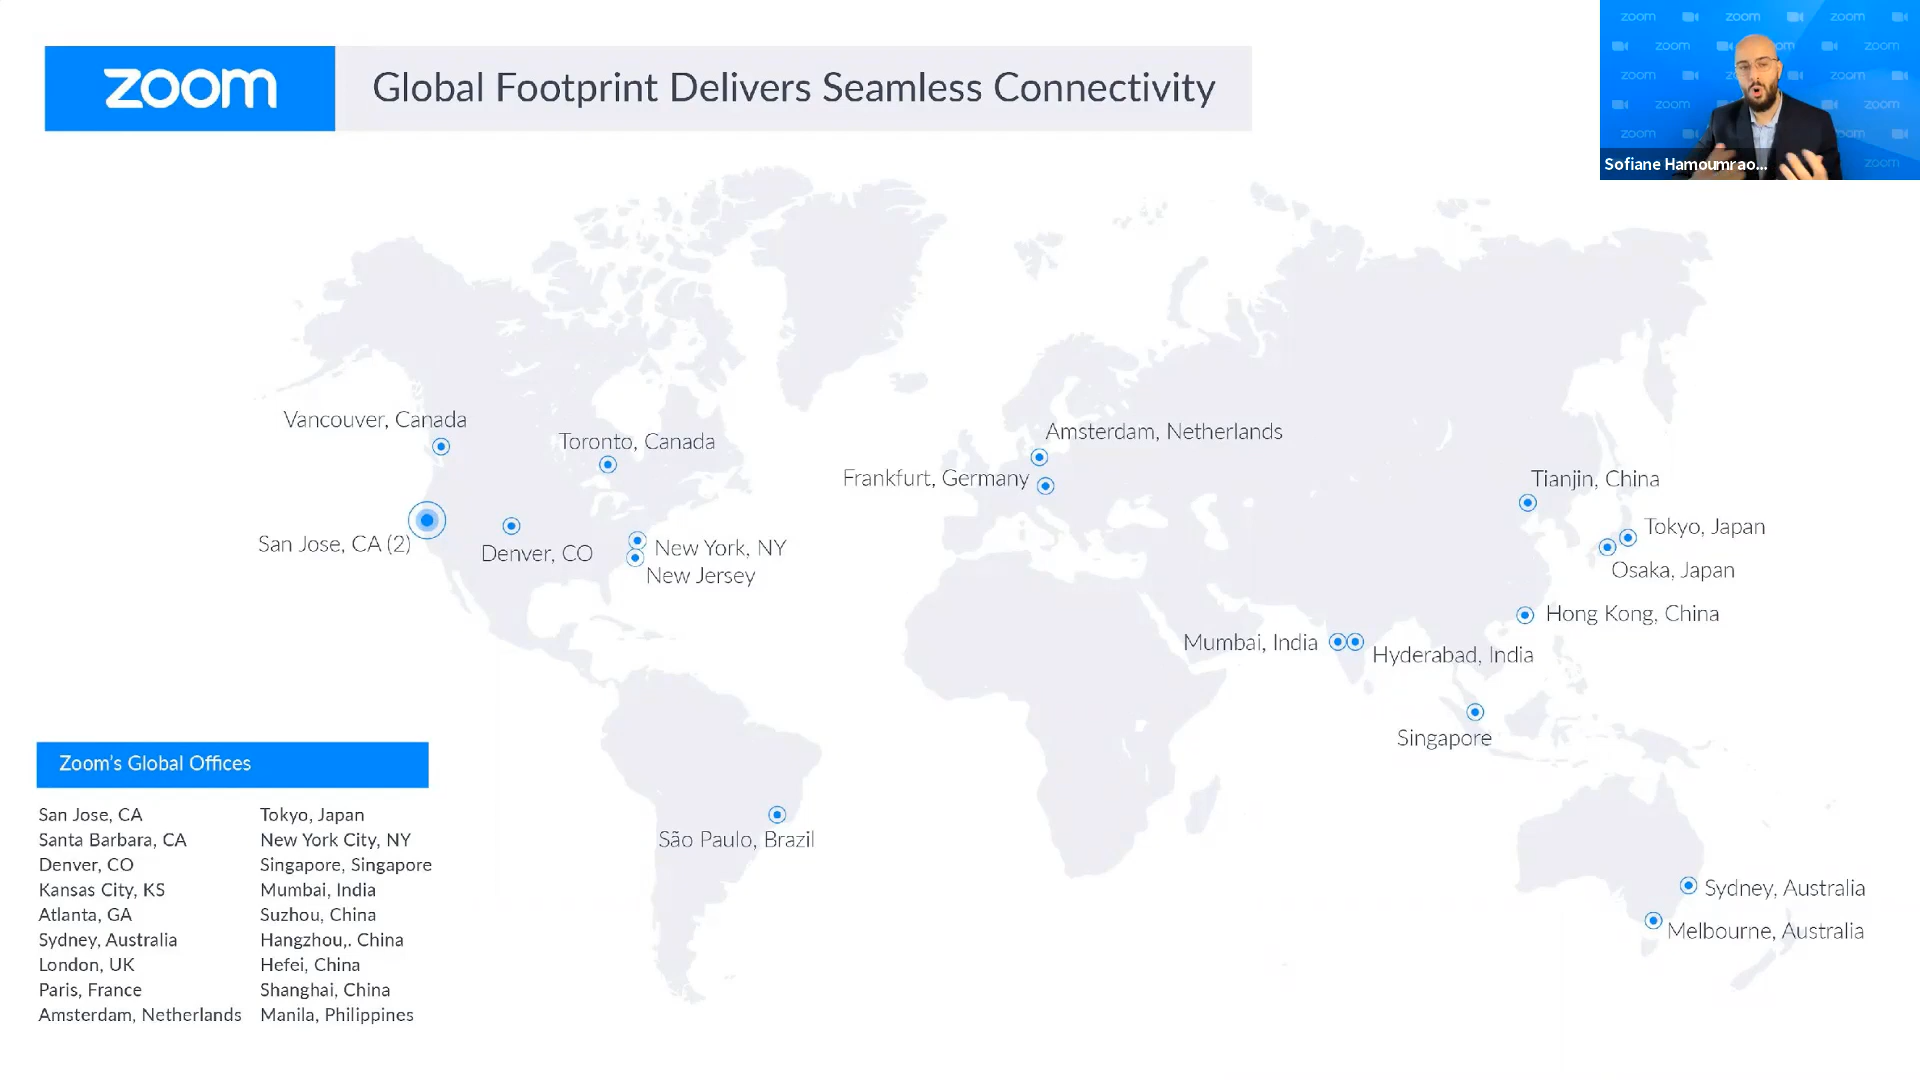 zoom
Global Footprint Delivers Seamless Connectivity
Sofiane Hamoumrao...
Vancouver, Canada
Toronto, Canada
San Jose, CA (2)
Denver, CO
New York, NY
New Jersey
Amsterdam, Netherlands
Frankfurt, Germany
Tianjin, China
Tokyo, Japan
Osaka, Japan
Hong Kong, China
Mumbai, India
Hyderabad, India
Singapore
São Paulo, Brazil
Sydney, Australia
Melbourne, Australia
Zoom's Global Offices
San Jose, CA
Santa Barbara, CA
Denver, CO
Kansas City, KS
Atlanta, GA
Sydney, Australia
London, UK
Paris, France
Amsterdam, Netherlands
Tokyo, Japan
New York City, NY
Singapore, Singapore
Mumbai, India
Suzhou, China
Hangzhou,. China
Hefei, China
Shanghai, China
Manila, Philippines